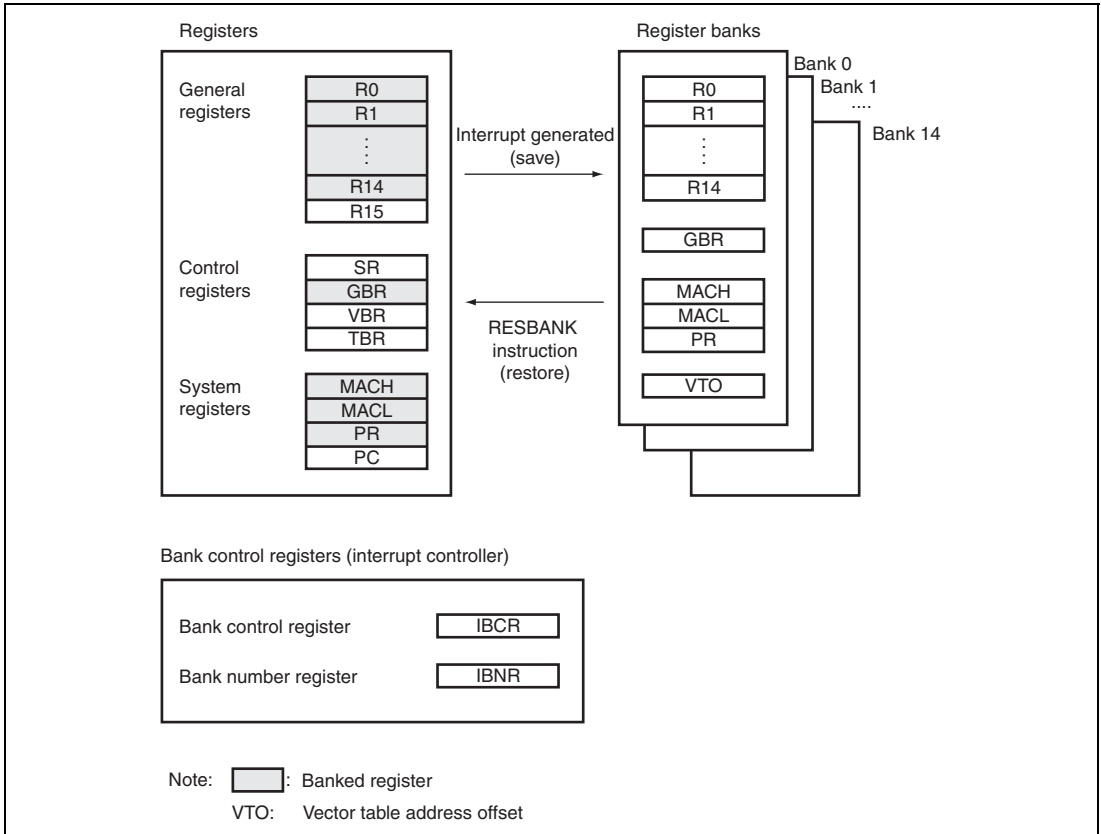 Registers
General
registers
R0
R1
:
:
R14
R15
Control
registers
SR
GBR
VBR
TBR
System
registers
MACH
MACL
PR
PC
Interrupt generated
(save)
RESBANK
instruction
(restore)
Register banks
Bank 0
Bank 1
....
Bank 14
R0
R1
:
:
R14
GBR
MACH
MACL
PR
VTO
Bank control registers (interrupt controller)
Bank control register IBCR
Bank number register IBNR
Note: : Banked register
VTO: Vector table address offset